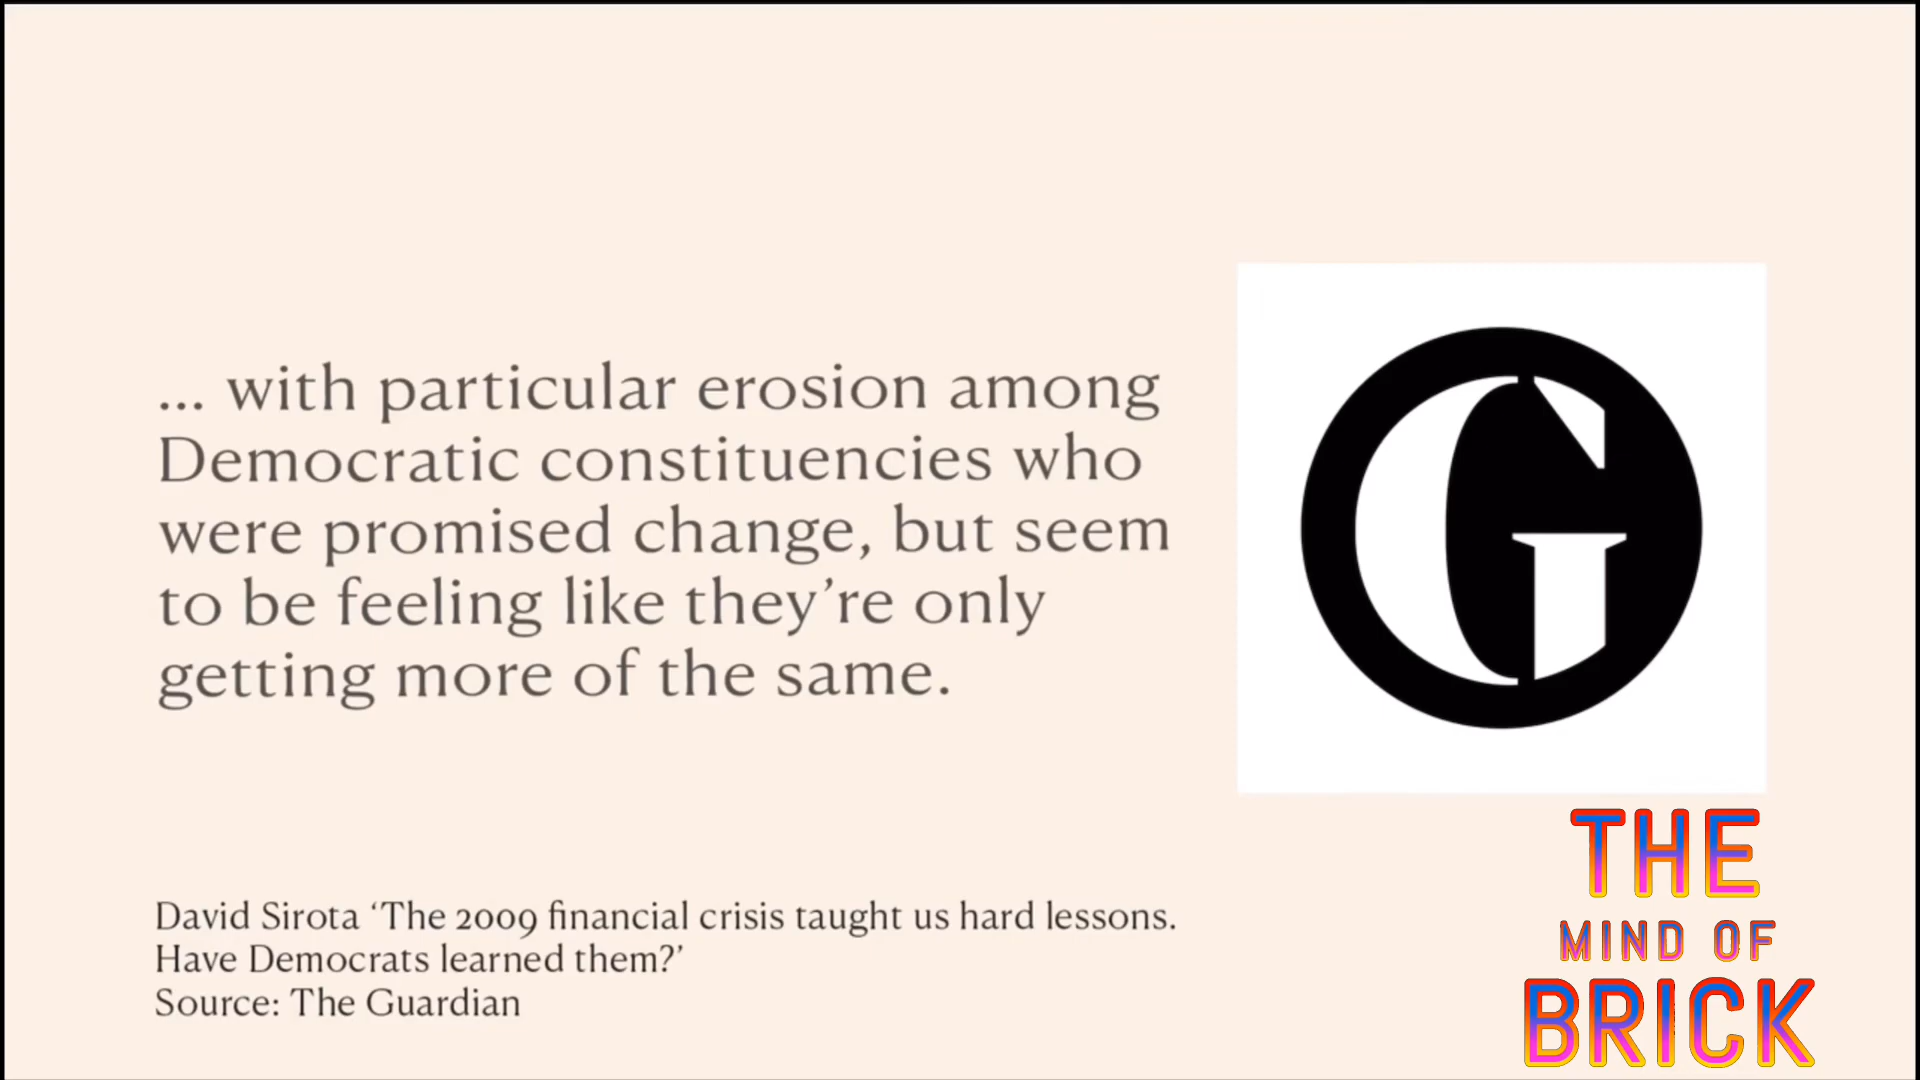 ... with particular erosion among
Democratic constituencies who
were promised change, but seem
to be feeling like they’re only
getting more of the same.
G
David Sirota ‘The 2009 financial crisis taught us hard lessons.
Have Democrats learned them?’
Source: The Guardian
THE
MIND OF
BRICK